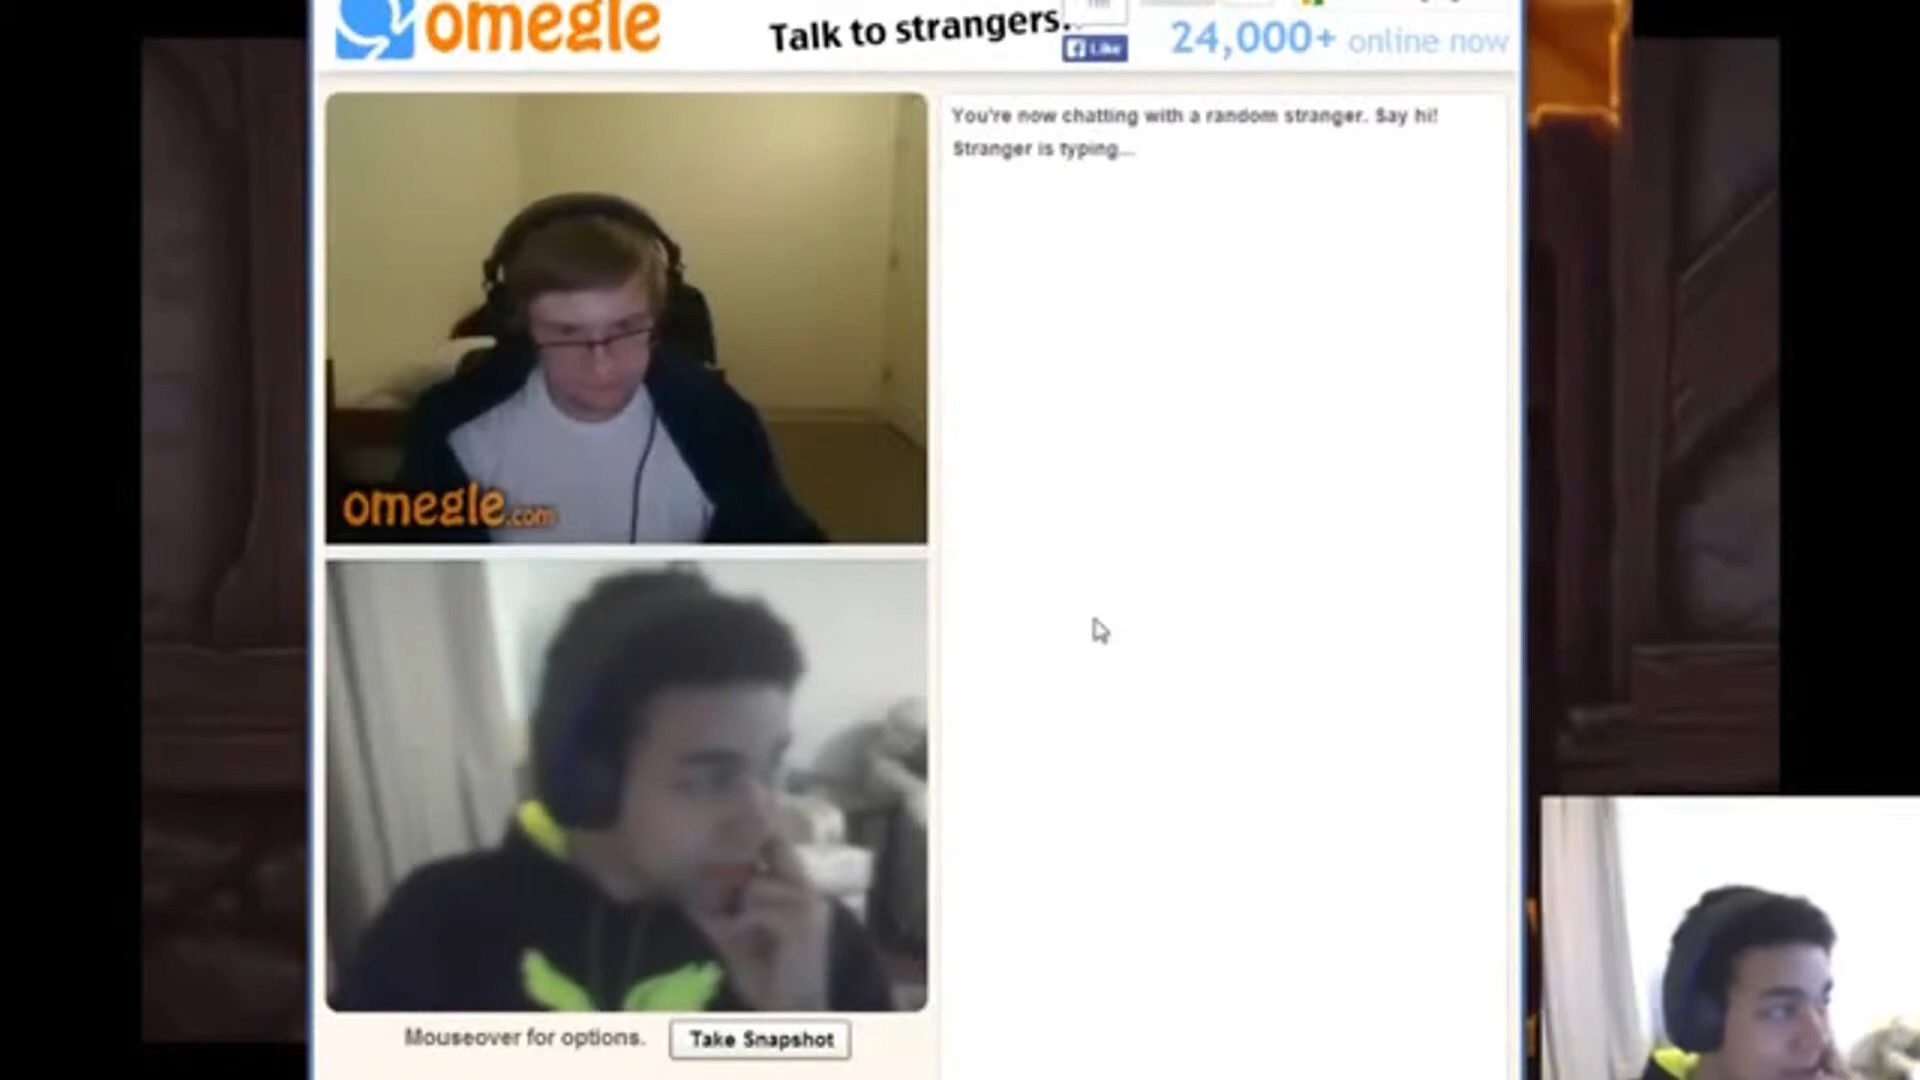 omegle
Talk to strangers.
Like
24,000+ online now
You're now chatting with a random stranger. Say hi!
Stranger is typing...
omegle.com
Mouseover for options.
Take Snapshot